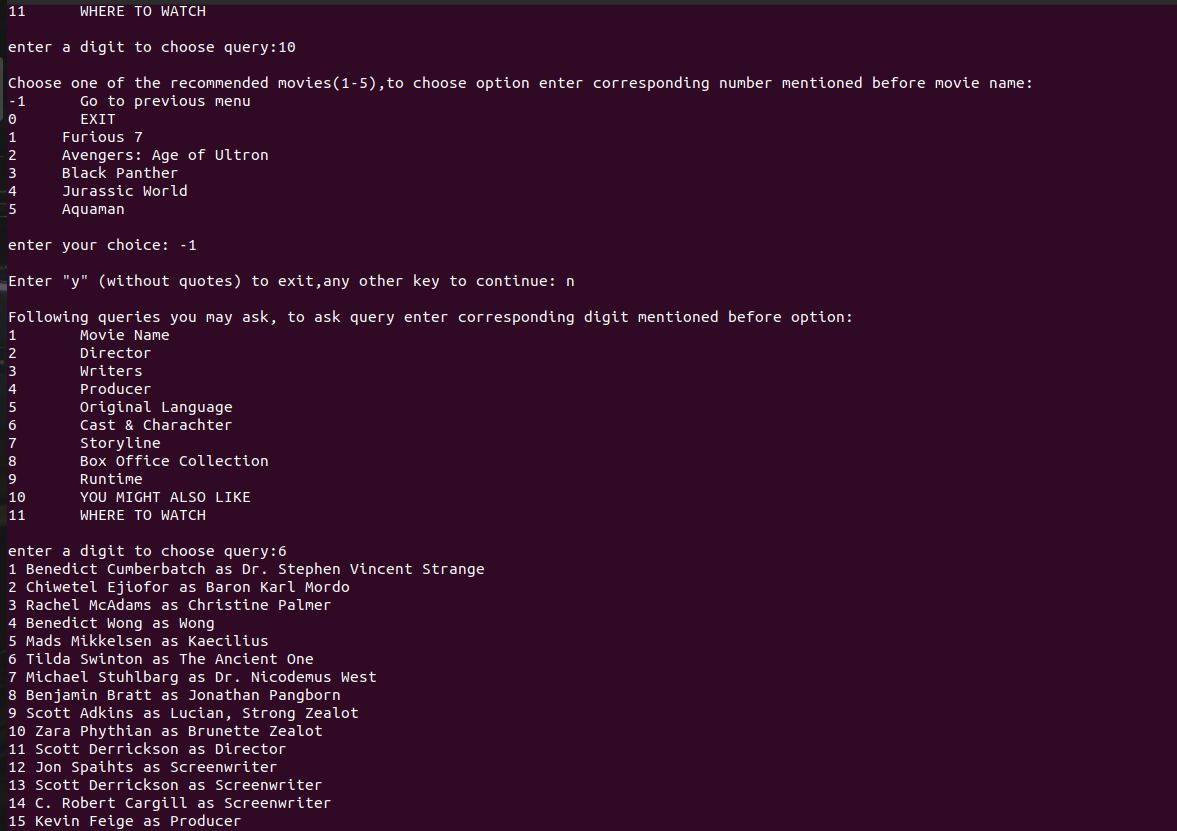 11      WHERE TO WATCH
enter a digit to choose query:10
Choose one of the recommended movies(1-5),to choose option enter corresponding number mentioned before movie name:
-1      Go to previous menu
0       EXIT
1     Furious 7
2     Avengers: Age of Ultron
3     Black Panther
4     Jurassic World
5     Aquaman
enter your choice: -1
Enter "y" (without quotes) to exit,any other key to continue: n
Following queries you may ask, to ask query enter corresponding digit mentioned before option:
1       Movie Name
2       Director
3       Writers
4       Producer
5       Original Language
6       Cast & Charachter
7       Storyline
8       Box Office Collection
9       Runtime
10      YOU MIGHT ALSO LIKE
11      WHERE TO WATCH
enter a digit to choose query:6
1 Benedict Cumberbatch as Dr. Stephen Vincent Strange
2 Chiwetel Ejiofor as Baron Karl Mordo
3 Rachel McAdams as Christine Palmer
4 Benedict Wong as Wong
5 Mads Mikkelsen as Kaecilius
6 Tilda Swinton as The Ancient One
7 Michael Stuhlbarg as Dr. Nicodemus West
8 Benjamin Bratt as Jonathan Pangborn
9 Scott Adkins as Lucian, Strong Zealot
10 Zara Phythian as Brunette Zealot
11 Scott Derrickson as Director
12 Jon Spaihts as Screenwriter
13 Scott Derrickson as Screenwriter
14 C. Robert Cargill as Screenwriter
15 Kevin Feige as Producer